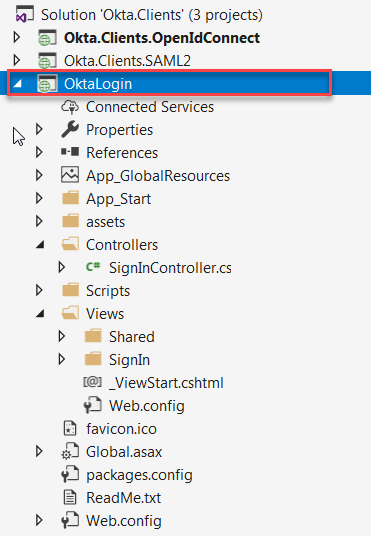 Solution 'Okta.Clients' (3 projects)
Okta.Clients.OpenIdConnect
Okta.Clients.SAML2
OktaLogin
Connected Services
Properties
References
App_GlobalResources
App_Start
assets
Controllers
C# SignInController.cs
Scripts
Views
Shared
SignIn
[@] _ViewStart.cshtml
Web.config
favicon.ico
Global.asax
packages.config
ReadMe.txt
Web.config